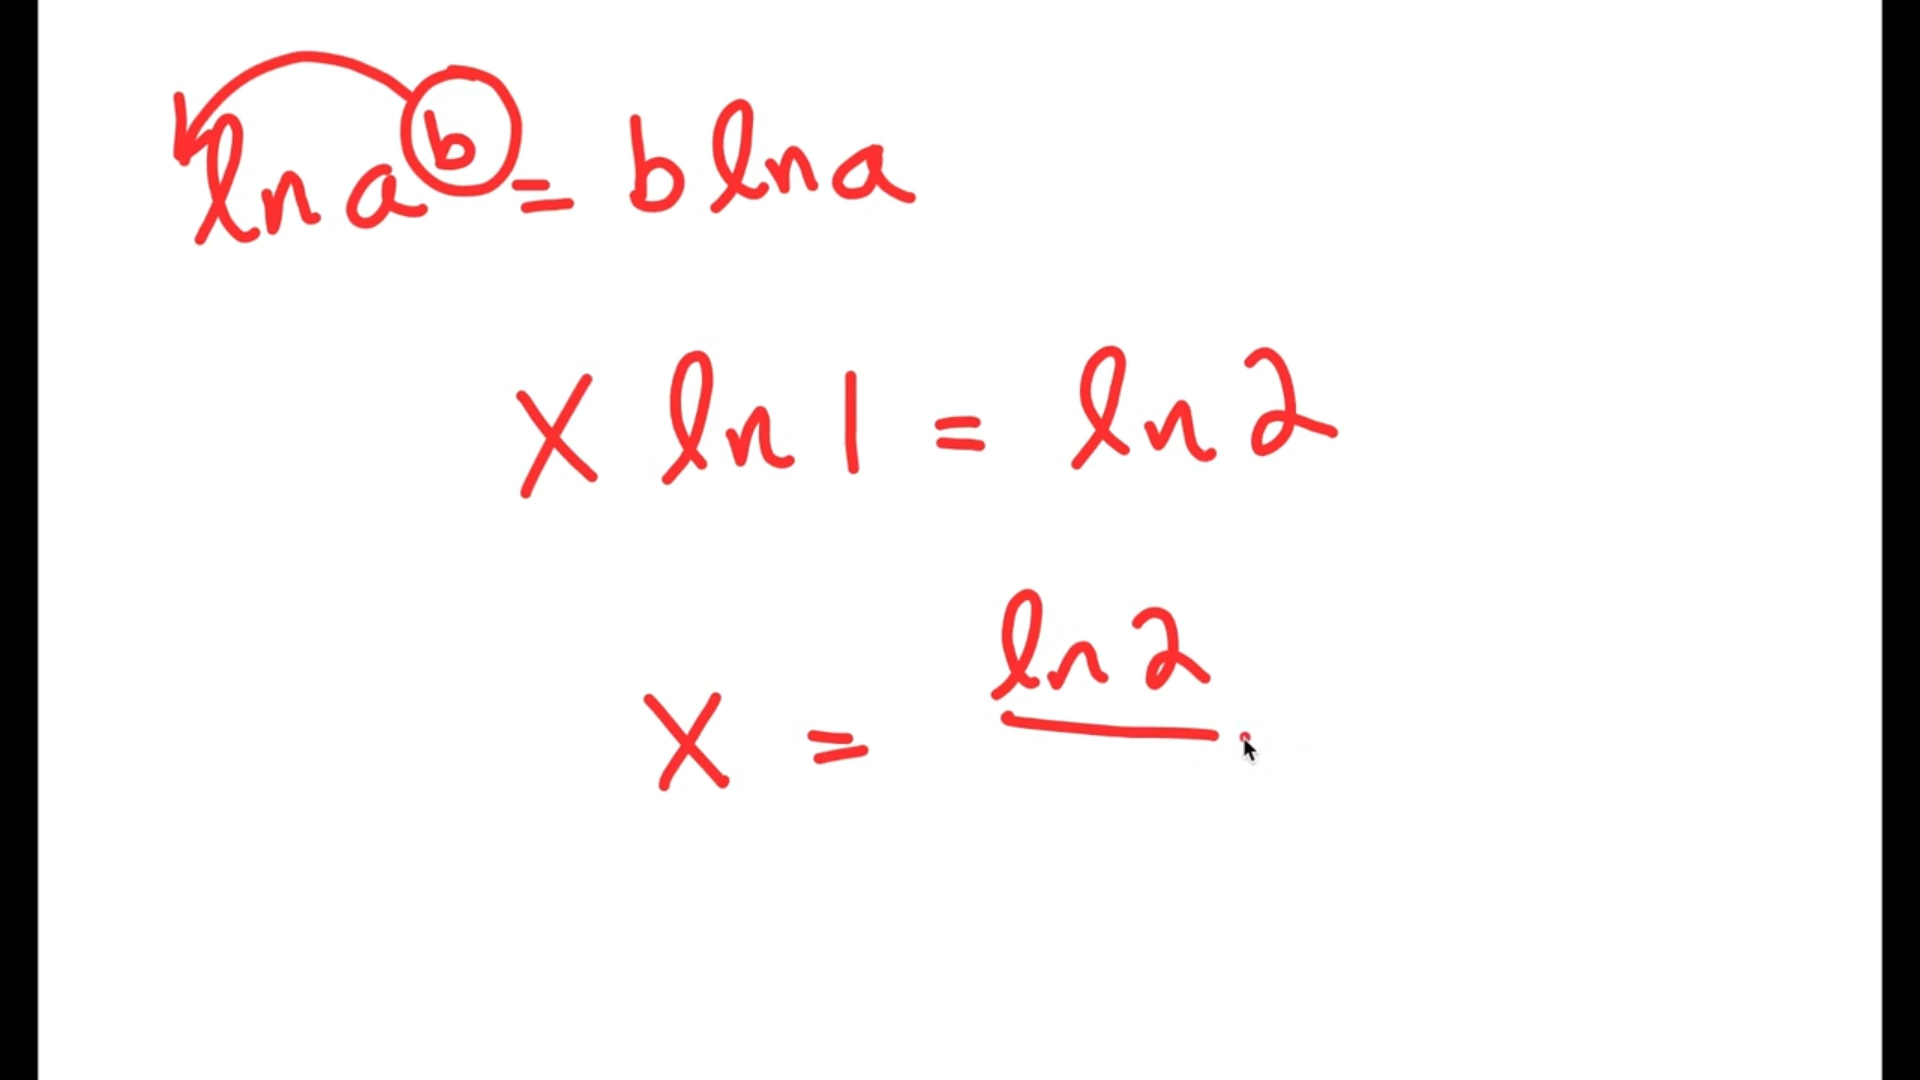 ln a^b = b ln a
x ln 1 = ln 2
x = ln 2